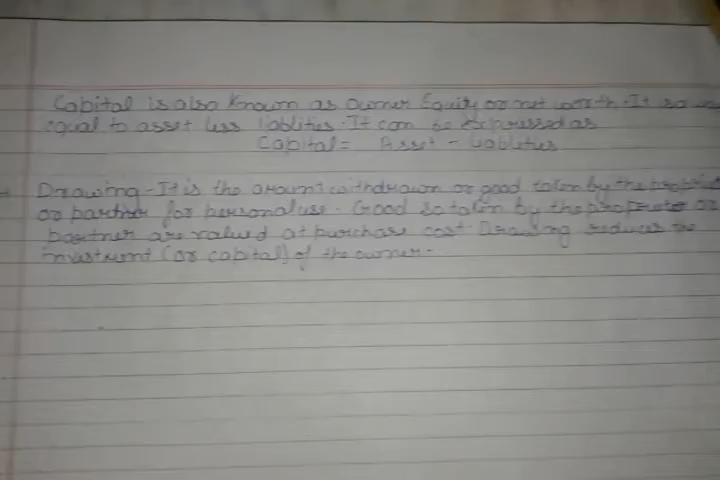 Capital is also known as owner Equity or net worth. It is
equal to asset less liablities. It can be expressed as
Capital = Asset - Liablities
Drawing - It is the amount withdrawn or good taken by the
or partner for personal use. Good so taken by the or
partner are valued at purchase cost. Drawing reduces the
investment (or capital) of the owner.